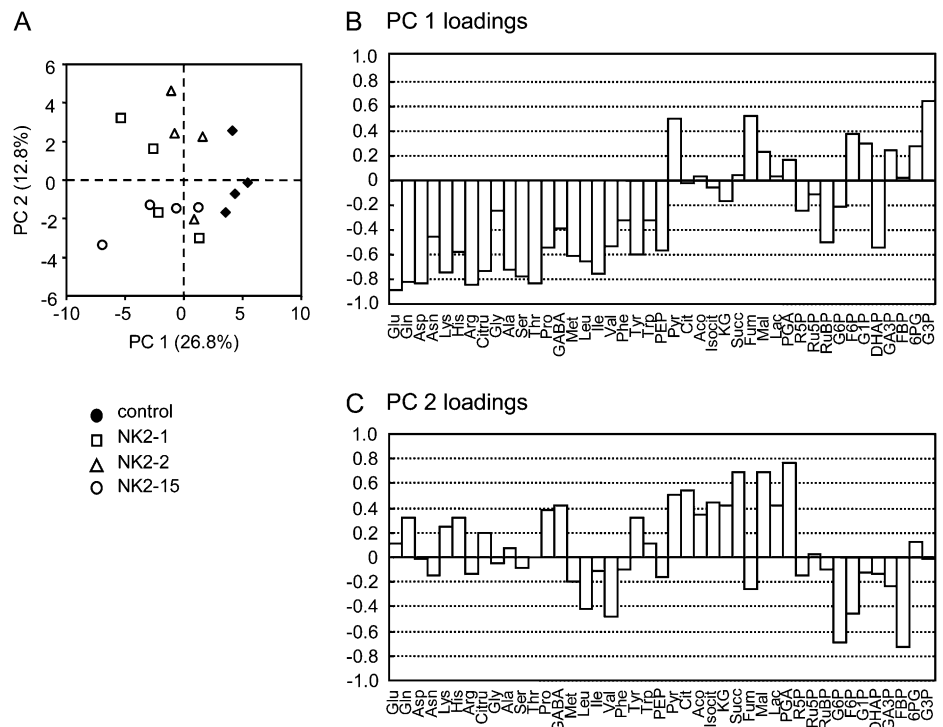 A
PC 2 (12.8%)
6
4
2
0
-2
-4
-6
-10
-5
0
5
10
PC 1 (26.8%)
control
NK2-1
NK2-2
NK2-15
B PC 1 loadings
1.0
0.8
0.6
0.4
0.2
0
-0.2
-0.4
-0.6
-0.8
-1.0
Glu
Gln
Asp
Asn
Lys
His
Arg
Citru
Gly
Ala
Ser
Thr
Pro
GABA
Met
Leu
Ile
Val
Phe
Tyr
Trp
PEP
Pyr
Cit
Aco
Isocit
KG
Succ
Fum
Mal
Lac
PGA
R5P
Ru5P
RuBP
G6P
F6P
G1P
DHAP
GA3P
FBP
6PG
G3P
C PC 2 loadings
1.0
0.8
0.6
0.4
0.2
0
-0.2
-0.4
-0.6
-0.8
-1.0
Glu
Gln
Asp
Asn
Lys
His
Arg
Citru
Gly
Ala
Ser
Thr
Pro
GABA
Met
Leu
Ile
Val
Phe
Tyr
Trp
PEP
Pyr
Cit
Aco
Isocit
KG
Succ
Fum
Mal
Lac
PGA
R5P
Ru5P
RuBP
G6P
F6P
G1P
DHAP
GA3P
FBP
6PG
G3P